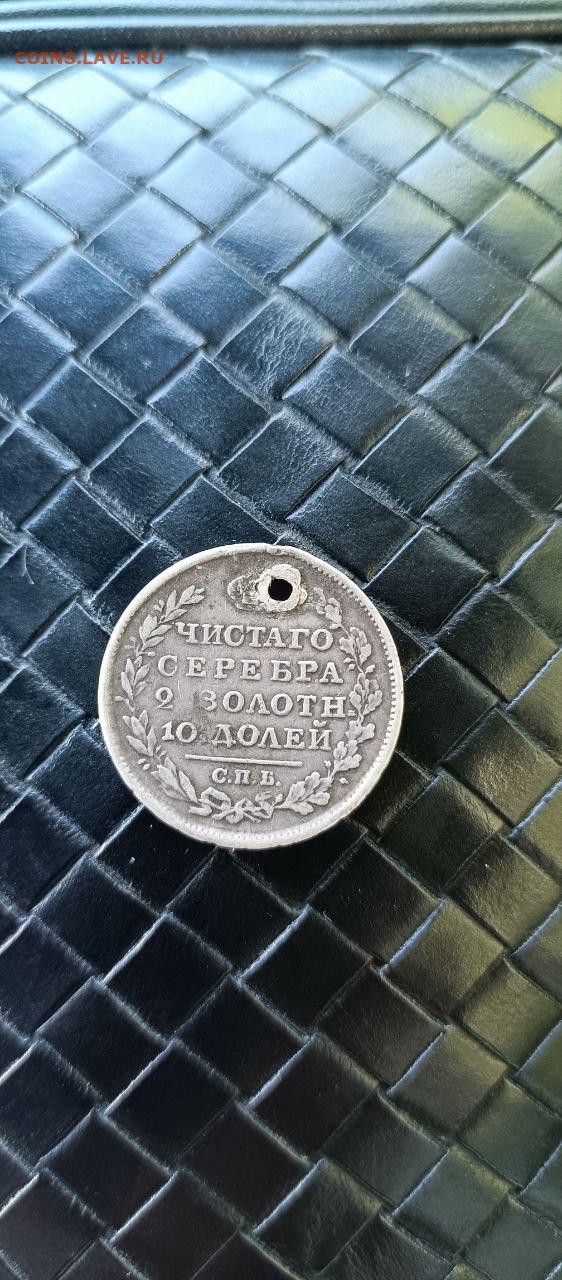 COINS.LAVE.RU
ЧИСТАГО
СЕРЕБРА
2 ЗОЛОТН.
10. ДОЛЕЙ
С.П.Б.